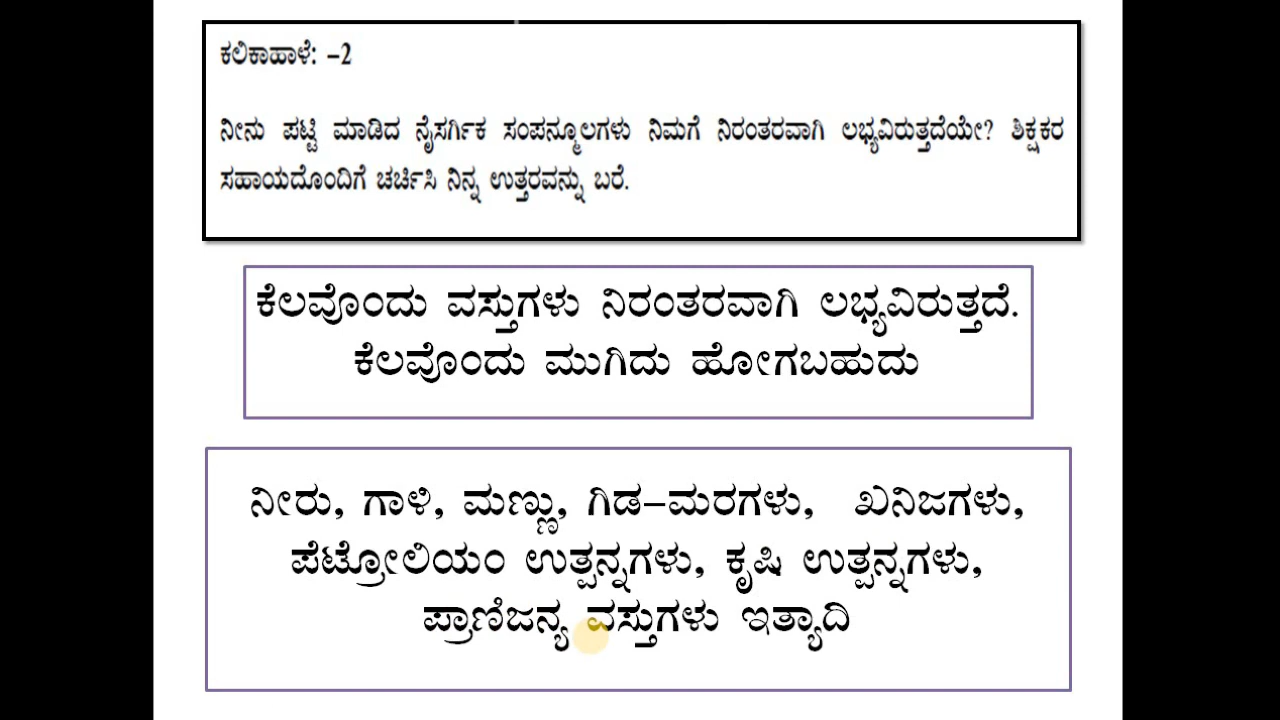 ಕಲಿಕಾಹಾಳೆ: –2
ನೀನು ಪಟ್ಟಿ ಮಾಡಿದ ನೈಸರ್ಗಿಕ ಸಂಪನ್ಮೂಲಗಳು ನಿಮಗೆ ನಿರಂತರವಾಗಿ ಲಭ್ಯವಿರುತ್ತದೆಯೇ? ಶಿಕ್ಷಕರ
ಸಹಾಯದೊಂದಿಗೆ ಚರ್ಚಿಸಿ ನಿನ್ನ ಉತ್ತರವನ್ನು ಬರೆ.
ಕೆಲವೊಂದು ವಸ್ತುಗಳು ನಿರಂತರವಾಗಿ ಲಭ್ಯವಿರುತ್ತದೆ.
ಕೆಲವೊಂದು ಮುಗಿದು ಹೋಗಬಹುದು
ನೀರು, ಗಾಳಿ, ಮಣ್ಣು, ಗಿಡ–ಮರಗಳು, ಖನಿಜಗಳು,
ಪೆಟ್ರೋಲಿಯಂ ಉತ್ಪನ್ನಗಳು, ಕೃಷಿ ಉತ್ಪನ್ನಗಳು,
ಪ್ರಾಣಿಜನ್ಯ ವಸ್ತುಗಳು ಇತ್ಯಾದಿ